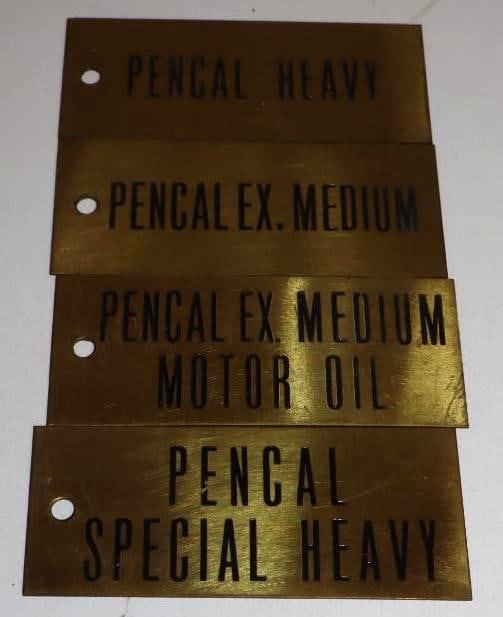 PENCAL HEAVY
PENCAL EX. MEDIUM
PENCAL EX. MEDIUM
MOTOR OIL
PENCAL
SPECIAL HEAVY